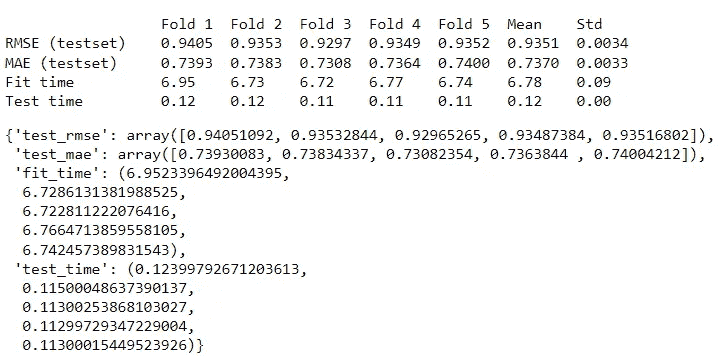 Fold 1 Fold 2 Fold 3 Fold 4 Fold 5 Mean Std
RMSE (testset) 0.9405 0.9353 0.9297 0.9349 0.9352 0.9351 0.0034
MAE (testset) 0.7393 0.7383 0.7308 0.7364 0.7400 0.7370 0.0033
Fit time 6.95 6.73 6.72 6.77 6.74 6.78 0.09
Test time 0.12 0.12 0.11 0.11 0.11 0.12 0.00
{'test_rmse': array([0.94051092, 0.93532844, 0.92965265, 0.93487384, 0.93516802]),
'test_mae': array([0.73930083, 0.73834337, 0.73082354, 0.7363844 , 0.74004212]),
'fit_time': (6.9523396492004395,
6.7286131381988525,
6.722811222076416,
6.7664713859558105,
6.742457389831543),
'test_time': (0.12399792671203613,
0.11500048637390137,
0.11300253868103027,
0.11299729347229004,
0.11300015449523926)}